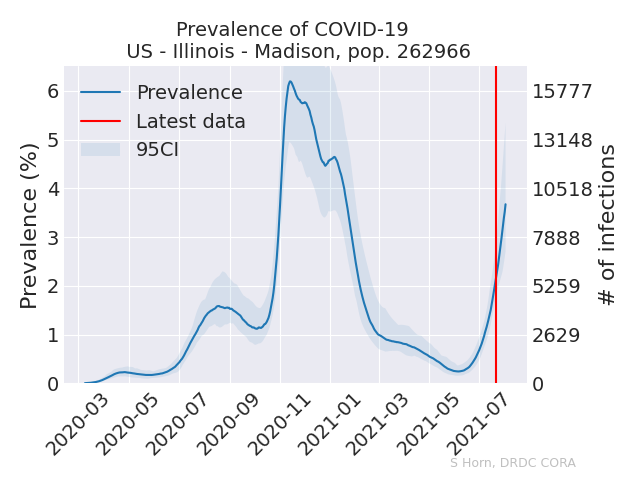 Prevalence of COVID-19
US - Illinois - Madison, pop. 262966
Prevalence (%)
6
5
4
3
2
1
0
Prevalence
Latest data
95CI
15777
13148
10518
7888
5259
2629
0
# of infections
2020-03
2020-05
2020-07
2020-09
2020-11
2021-01
2021-03
2021-05
2021-07
S Horn, DRDC CORA